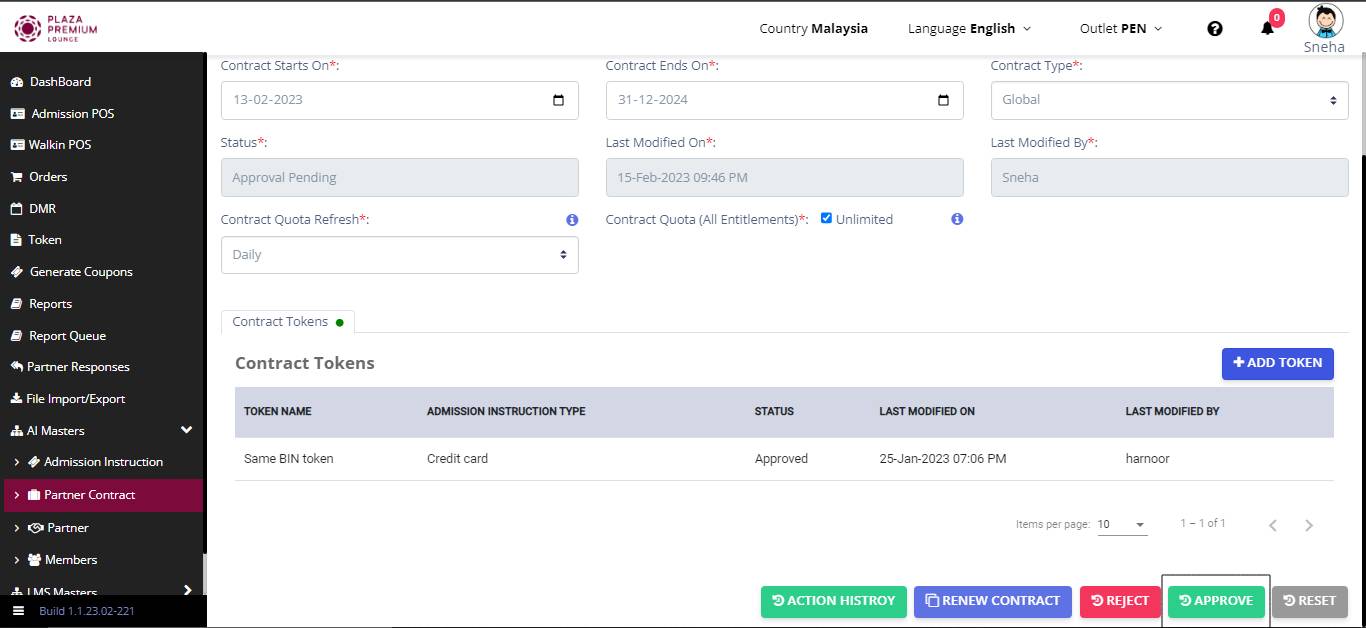 PLAZA
PREMIUM
LOUNGE
Country Malaysia
Language English
Outlet PEN
0
Sneha
DashBoard
Admission POS
Walkin POS
Orders
DMR
Token
Generate Coupons
Reports
Report Queue
Partner Responses
File Import/Export
AI Masters
Admission Instruction
Partner Contract
Partner
Members
LMS Masters
Build 1.1.23.02-221
Contract Starts On*: Contract Ends On*: Contract Type*:
13-02-2023 31-12-2024 Global
Status*: Last Modified On*: Last Modified By*:
Approval Pending 15-Feb-2023 09:46 PM Sneha
Contract Quota Refresh*: Contract Quota (All Entitlements)*: Unlimited
Daily
Contract Tokens
Contract Tokens
+ ADD TOKEN
TOKEN NAME ADMISSION INSTRUCTION TYPE STATUS LAST MODIFIED ON LAST MODIFIED BY
Same BIN token Credit card Approved 25-Jan-2023 07:06 PM harnoor
Items per page: 10 1 – 1 of 1
ACTION HISTROY RENEW CONTRACT REJECT APPROVE RESET